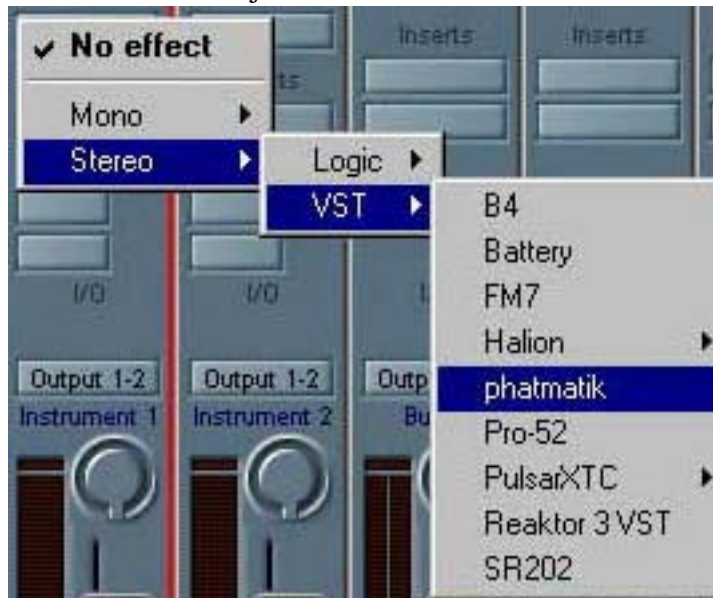 No effect
Mono
Stereo
Logic
VST
B4
Battery
FM7
Halion
phatmatik
Pro-52
PulsarXTC
Reaktor 3 VST
SR202
Inserts
Inserts
I/O
I/O
Output 1-2
Output 1-2
Instrument 1
Instrument 2